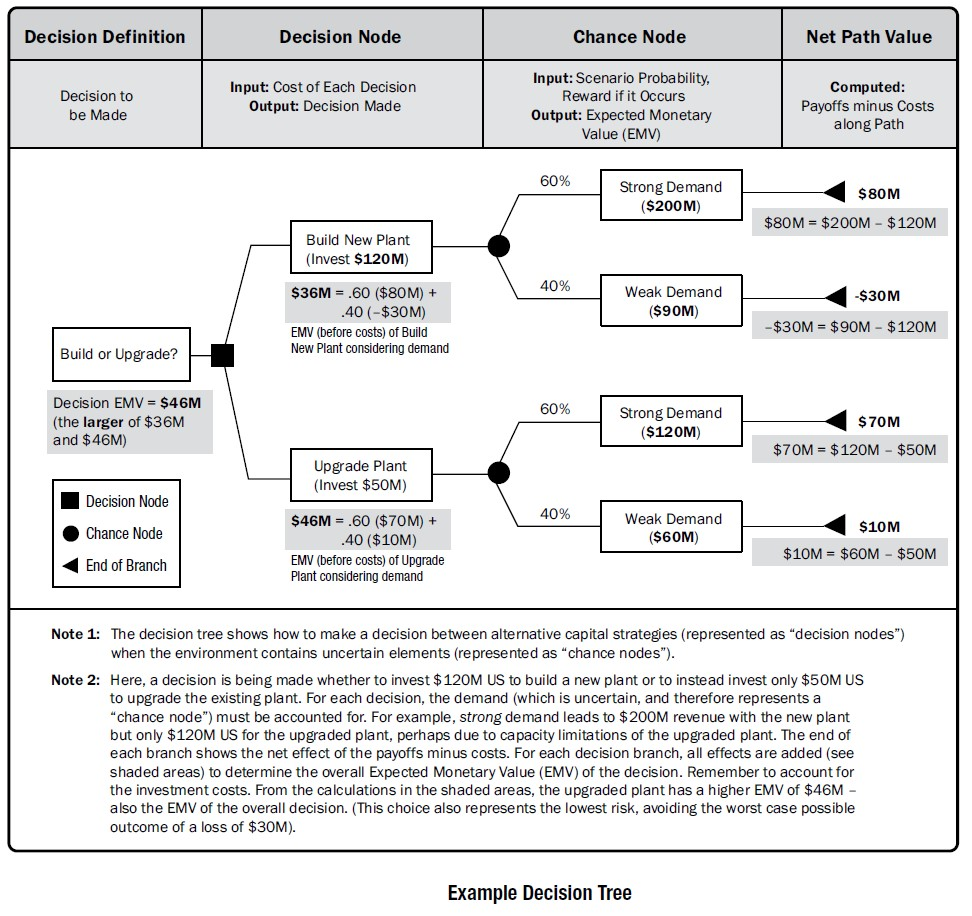 Decision Definition
Decision Node
Chance Node
Net Path Value
Decision to
be Made
Input: Cost of Each Decision
Output: Decision Made
Input: Scenario Probability,
Reward if it Occurs
Output: Expected Monetary
Value (EMV)
Computed:
Payoffs minus Costs
along Path
Build or Upgrade?
Decision EMV = $46M
(the larger of $36M
and $46M)
Build New Plant
(Invest $120M)
$36M = .60 ($80M) +
.40 (–$30M)
EMV (before costs) of Build
New Plant considering demand
60%
Strong Demand
($200M)
$80M
$80M = $200M – $120M
40%
Weak Demand
($90M)
-$30M
–$30M = $90M – $120M
Upgrade Plant
(Invest $50M)
$46M = .60 ($70M) +
.40 ($10M)
EMV (before costs) of Upgrade
Plant considering demand
60%
Strong Demand
($120M)
$70M
$70M = $120M – $50M
40%
Weak Demand
($60M)
$10M
$10M = $60M – $50M
Decision Node
Chance Node
End of Branch
Note 1: The decision tree shows how to make a decision between alternative capital strategies (represented as “decision nodes”)
when the environment contains uncertain elements (represented as “chance nodes”).
Note 2: Here, a decision is being made whether to invest $120M US to build a new plant or to instead invest only $50M US
to upgrade the existing plant. For each decision, the demand (which is uncertain, and therefore represents a
“chance node”) must be accounted for. For example, strong demand leads to $200M revenue with the new plant
but only $120M US for the upgraded plant, perhaps due to capacity limitations of the upgraded plant. The end of
each branch shows the net effect of the payoffs minus costs. For each decision branch, all effects are added (see
shaded areas) to determine the overall Expected Monetary Value (EMV) of the decision. Remember to account for
the investment costs. From the calculations in the shaded areas, the upgraded plant has a higher EMV of $46M –
also the EMV of the overall decision. (This choice also represents the lowest risk, avoiding the worst case possible
outcome of a loss of $30M).
Example Decision Tree